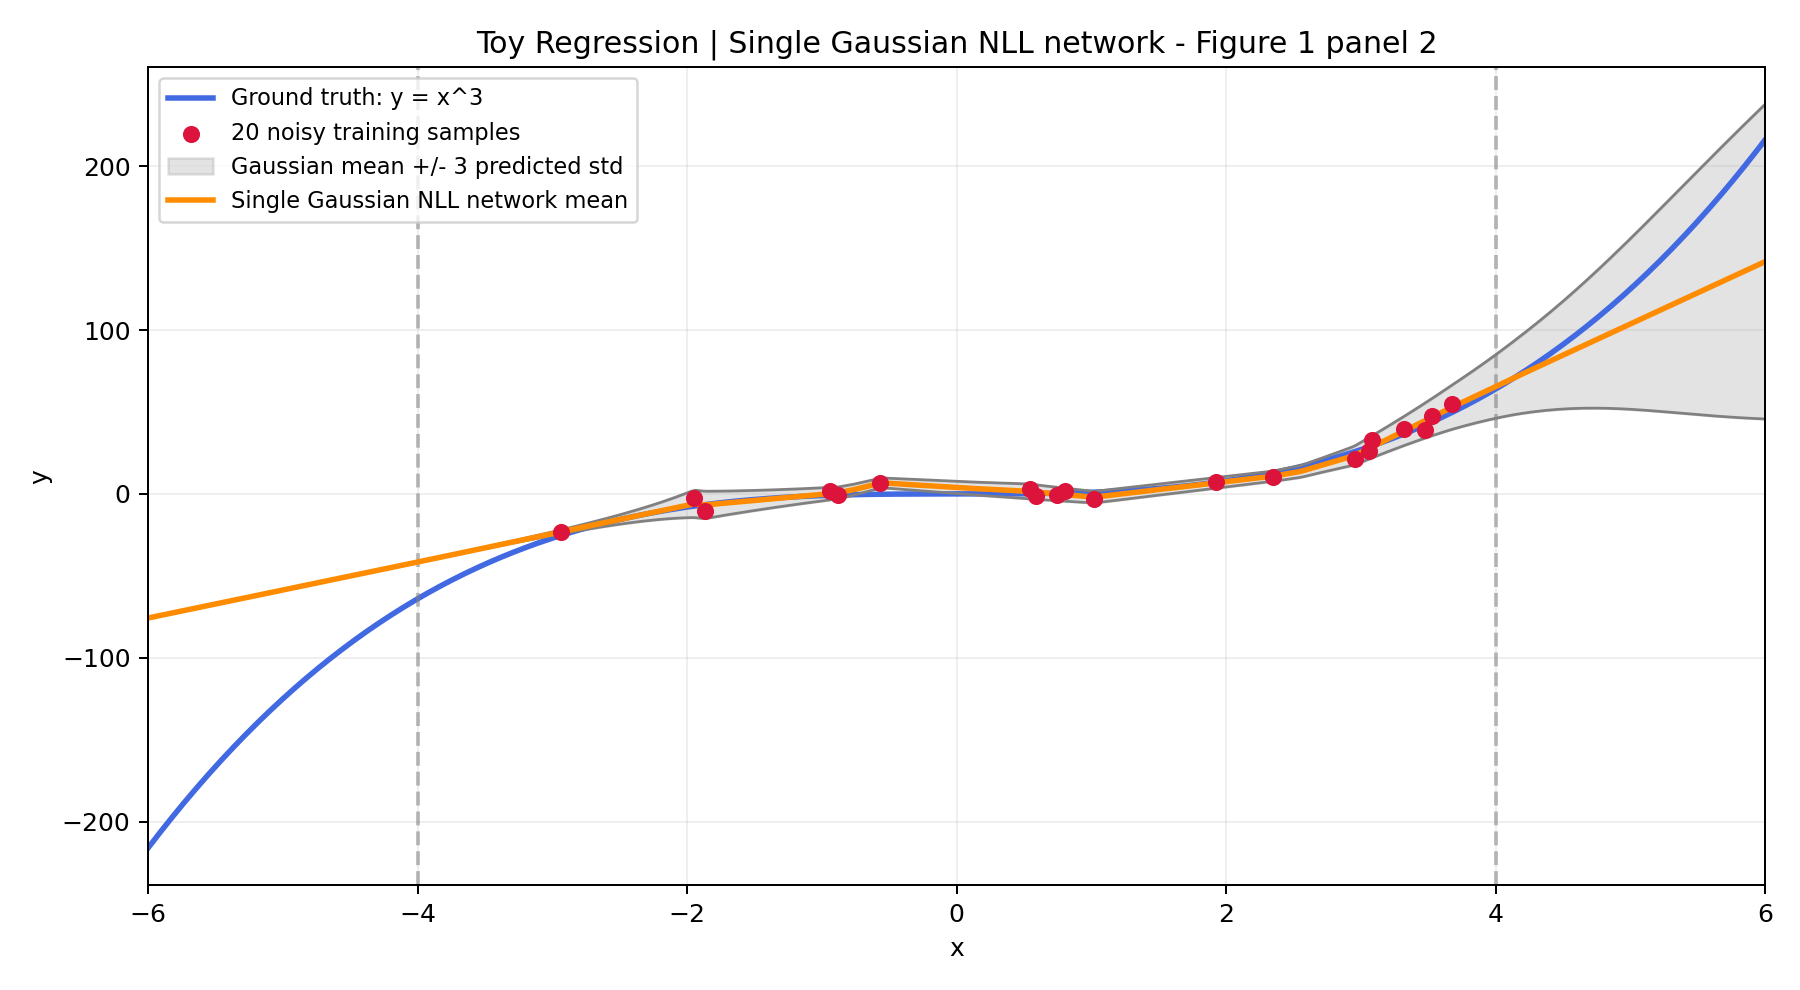 Toy Regression | Single Gaussian NLL network - Figure 1 panel 2
Ground truth: y = x^3
20 noisy training samples
Gaussian mean +/- 3 predicted std
Single Gaussian NLL network mean
200
100
0
−100
−200
y
−6 −4 −2 0 2 4 6
x